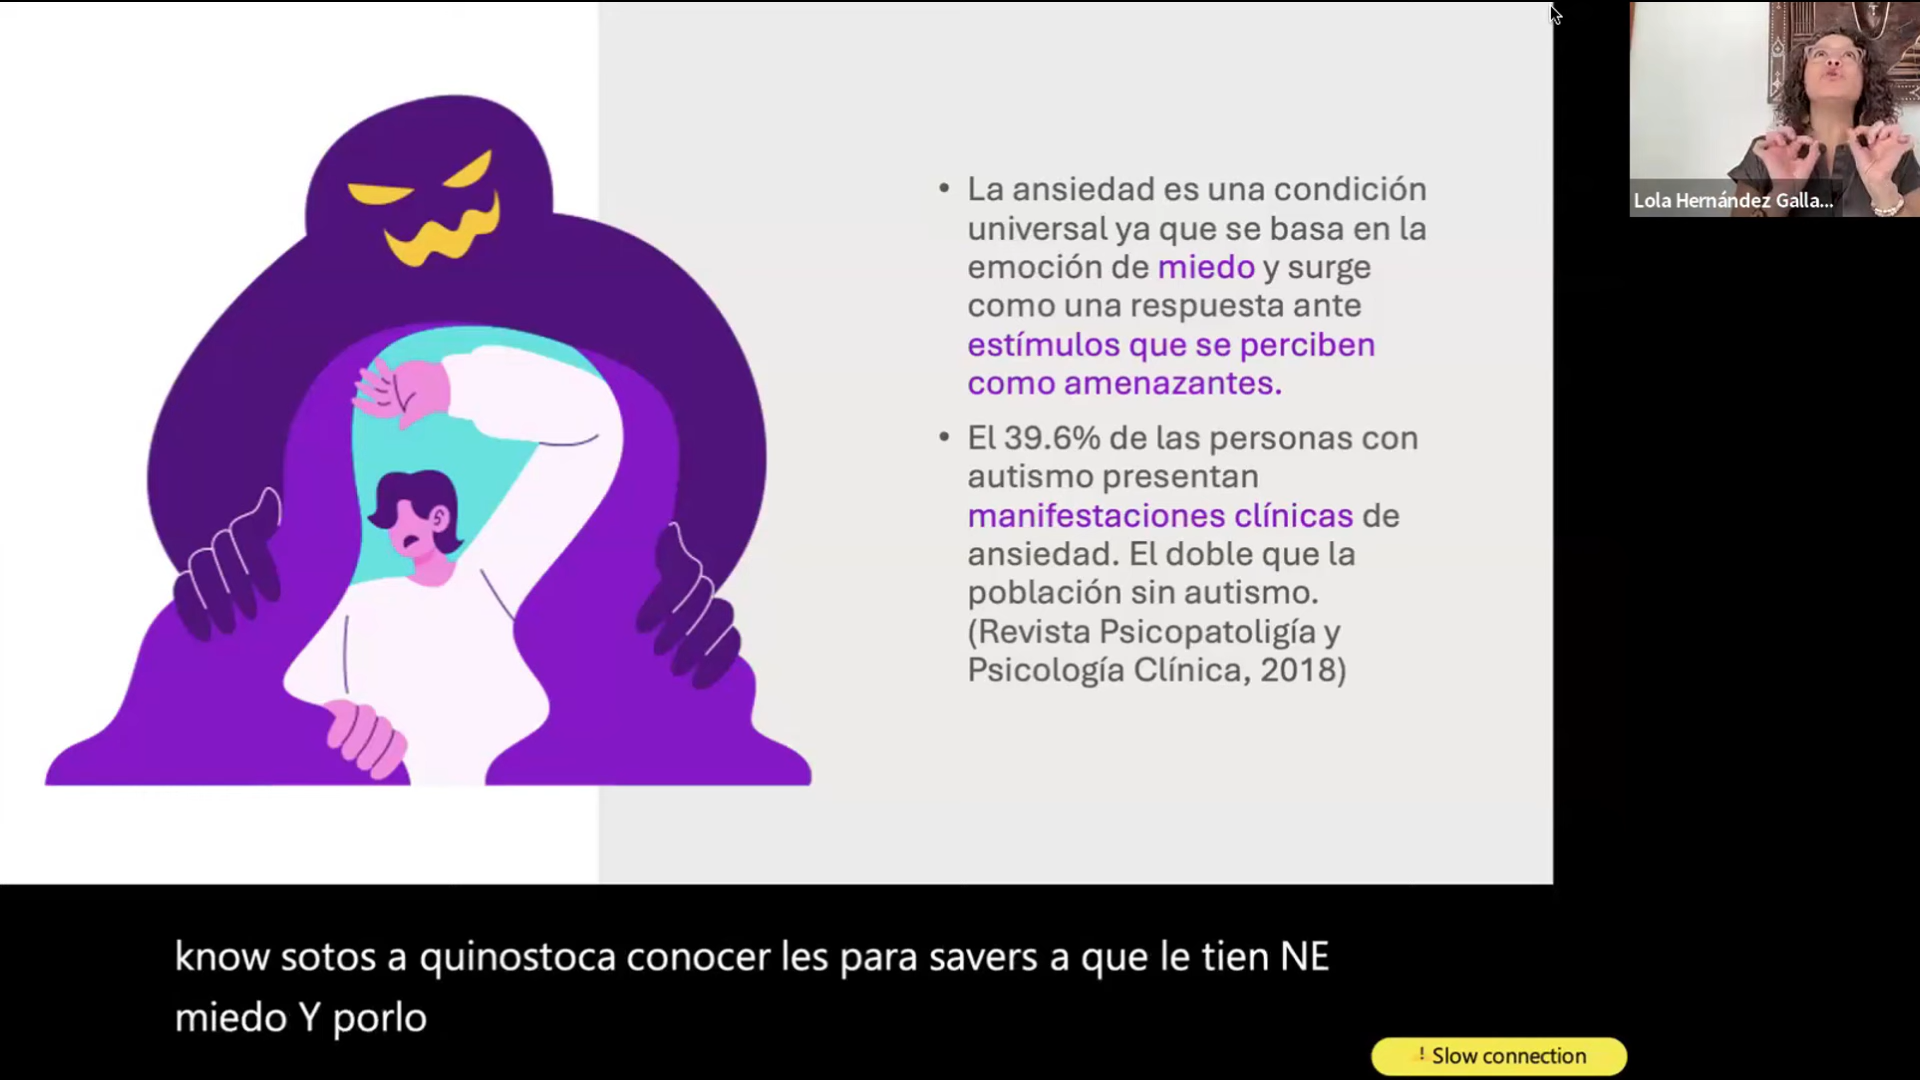 • La ansiedad es una condición
universal ya que se basa en la
emoción de miedo y surge
como una respuesta ante
estímulos que se perciben
como amenazantes.
• El 39.6% de las personas con
autismo presentan
manifestaciones clínicas de
ansiedad. El doble que la
población sin autismo.
(Revista Psicopatoligía y
Psicología Clínica, 2018)
Lola Hernández Galla...
know sotos a quinostoca conocer les para savers a que le tien NE
miedo Y porlo
! Slow connection